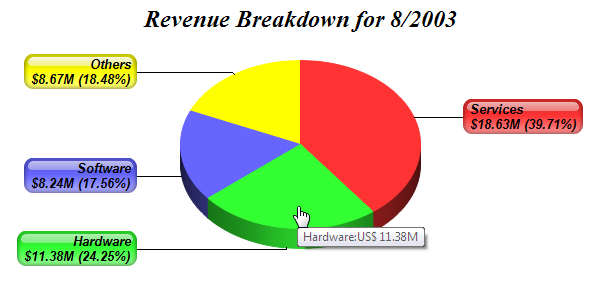 Revenue Breakdown for 8/2003
Others
$8.67M (18.48%)
Services
$18.63M (39.71%)
Software
$8.24M (17.56%)
Hardware
$11.38M (24.25%)
Hardware:US$ 11.38M